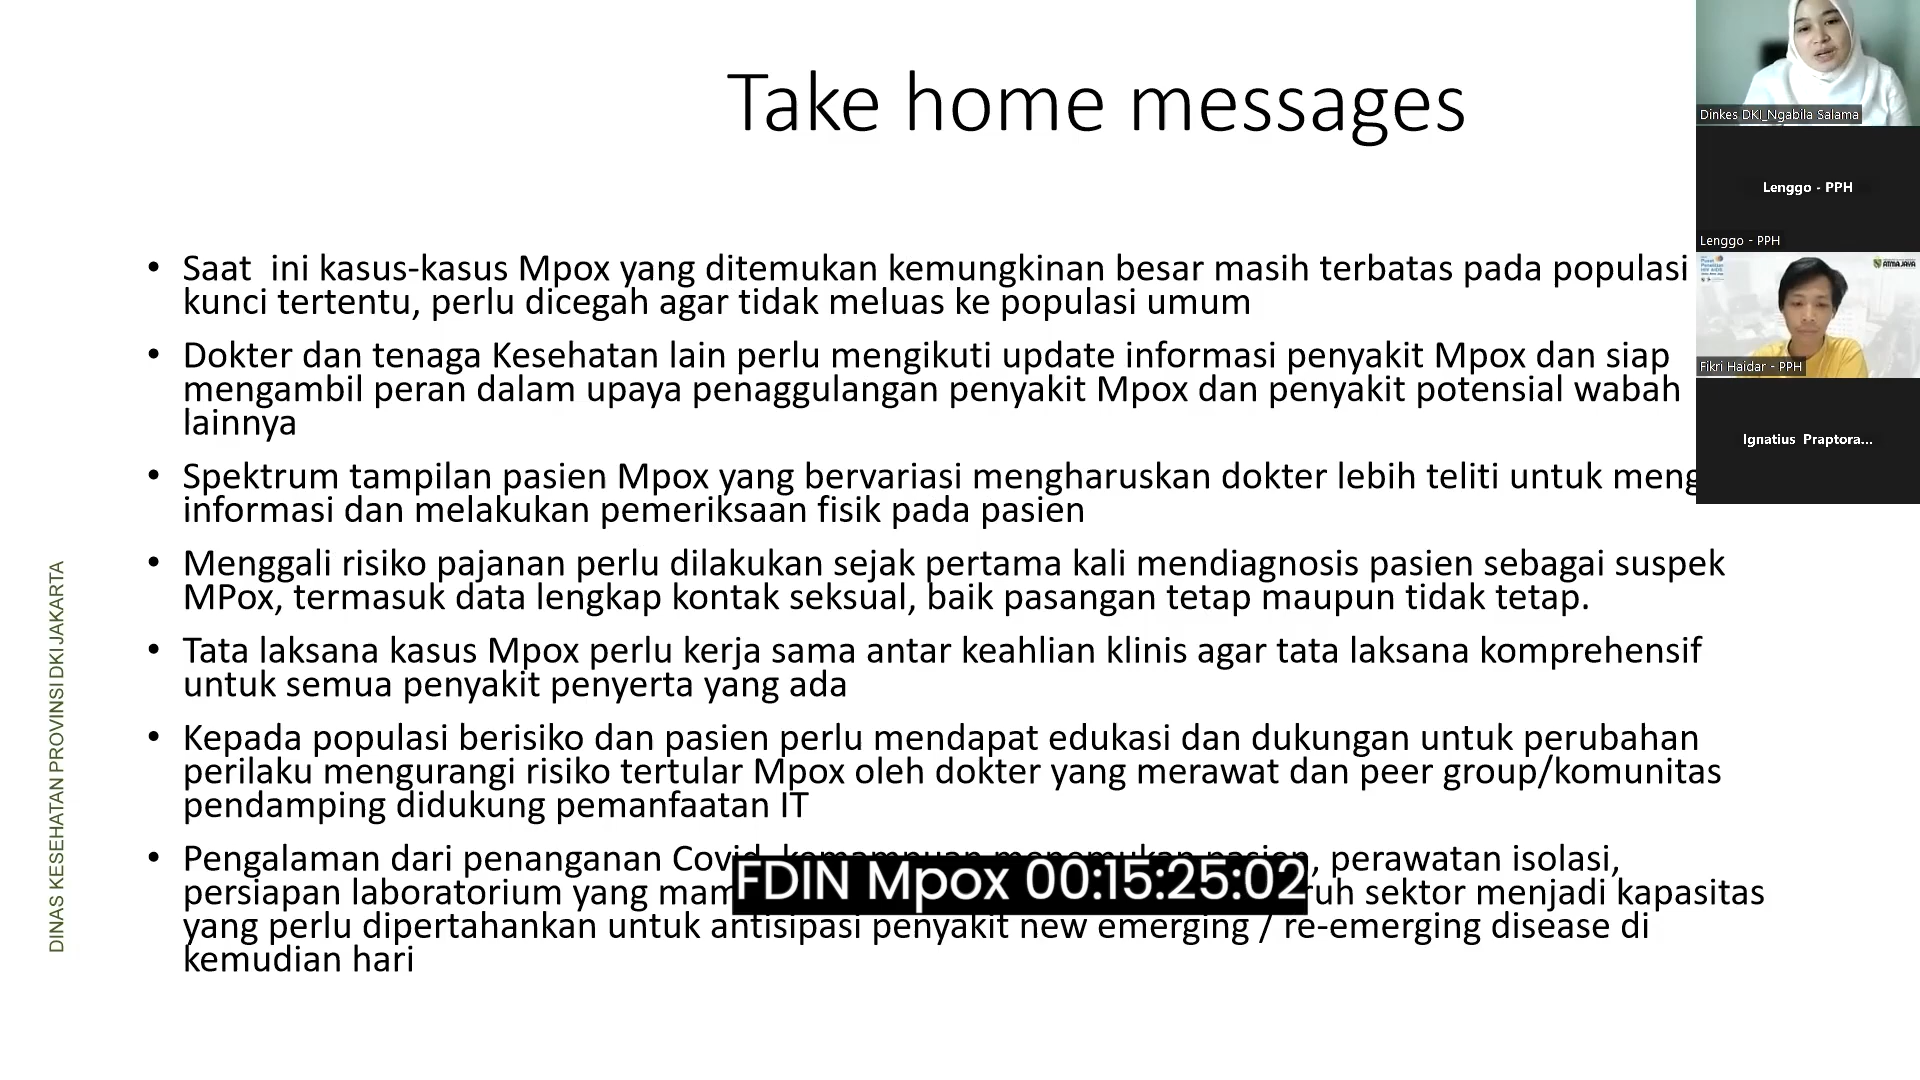 Take home messages
• Saat  ini kasus-kasus Mpox yang ditemukan kemungkinan besar masih terbatas pada populasi
kunci tertentu, perlu dicegah agar tidak meluas ke populasi umum
• Dokter dan tenaga Kesehatan lain perlu mengikuti update informasi penyakit Mpox dan siap
mengambil peran dalam upaya penaggulangan penyakit Mpox dan penyakit potensial wabah
lainnya
• Spektrum tampilan pasien Mpox yang bervariasi mengharuskan dokter lebih teliti untuk meng
informasi dan melakukan pemeriksaan fisik pada pasien
• Menggali risiko pajanan perlu dilakukan sejak pertama kali mendiagnosis pasien sebagai suspek
MPox, termasuk data lengkap kontak seksual, baik pasangan tetap maupun tidak tetap.
• Tata laksana kasus Mpox perlu kerja sama antar keahlian klinis agar tata laksana komprehensif
untuk semua penyakit penyerta yang ada
• Kepada populasi berisiko dan pasien perlu mendapat edukasi dan dukungan untuk perubahan
perilaku mengurangi risiko tertular Mpox oleh dokter yang merawat dan peer group/komunitas
pendamping didukung pemanfaatan IT
• Pengalaman dari penanganan Covid, kemampuan menemukan pasien, perawatan isolasi,
persiapan laboratorium yang mam ruh sektor menjadi kapasitas
yang perlu dipertahankan untuk antisipasi penyakit new emerging / re-emerging disease di
kemudian hari
FDIN Mpox 00:15:25:02
DINAS KESEHATAN PROVINSI DKI JAKARTA
Dinkes DKI_Ngabila Salama
Lenggo - PPH
Lenggo - PPH
ATMA JAYA
Fikri Haidar - PPH
Ignatius  Praptora...